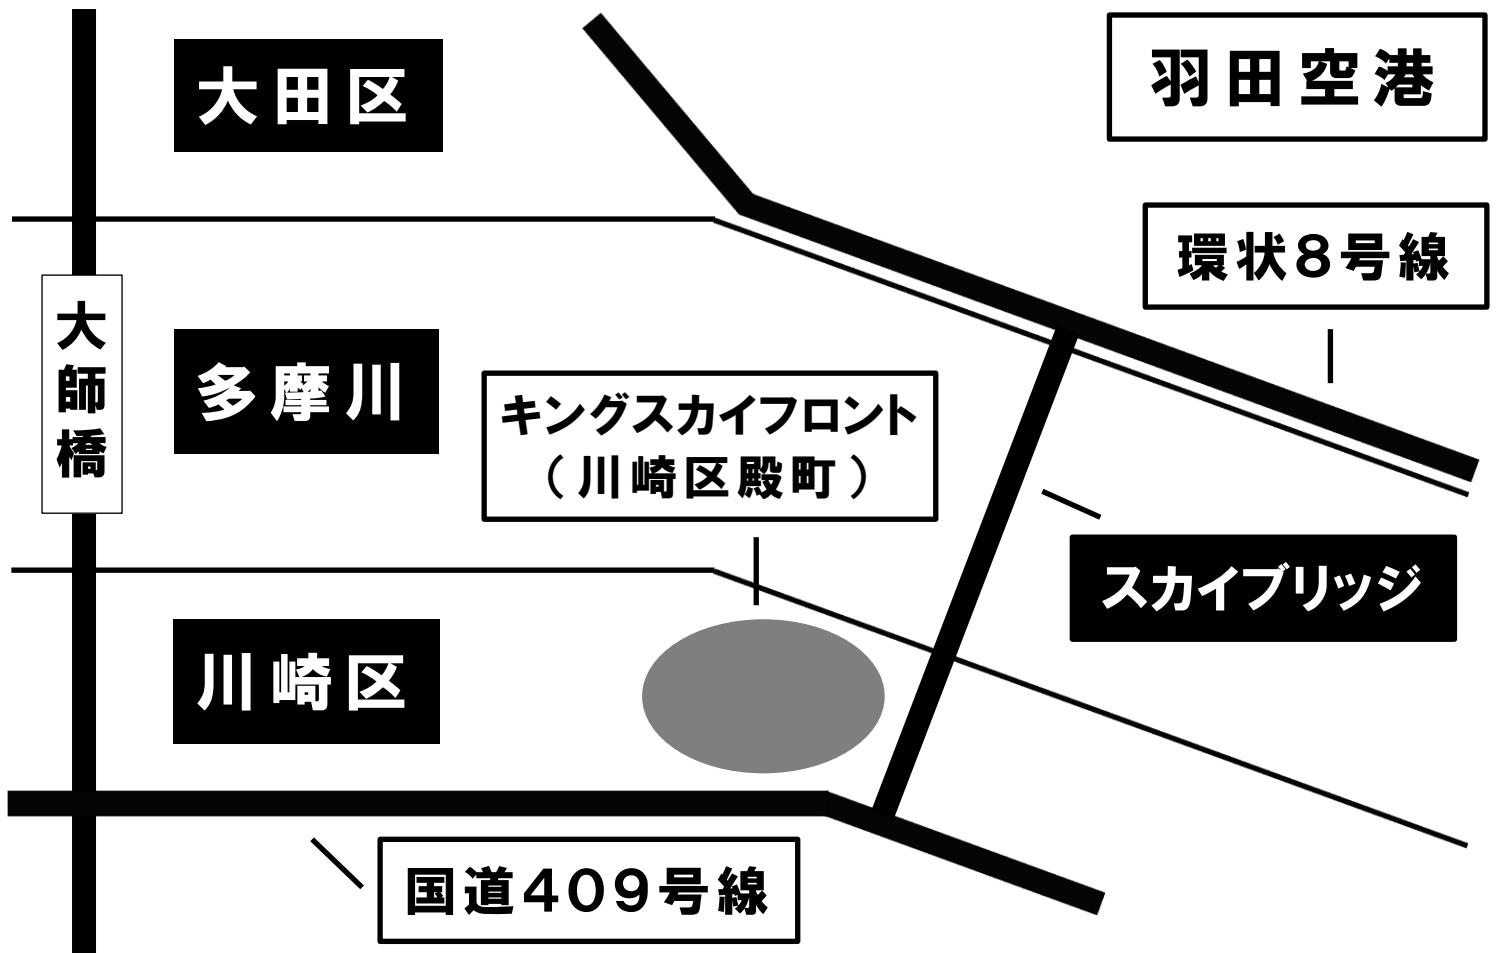 大田区
羽田空港
環状８号線
大師橋
多摩川
キングスカイフロント
（川崎区殿町）
スカイブリッジ
川崎区
国道４０９号線